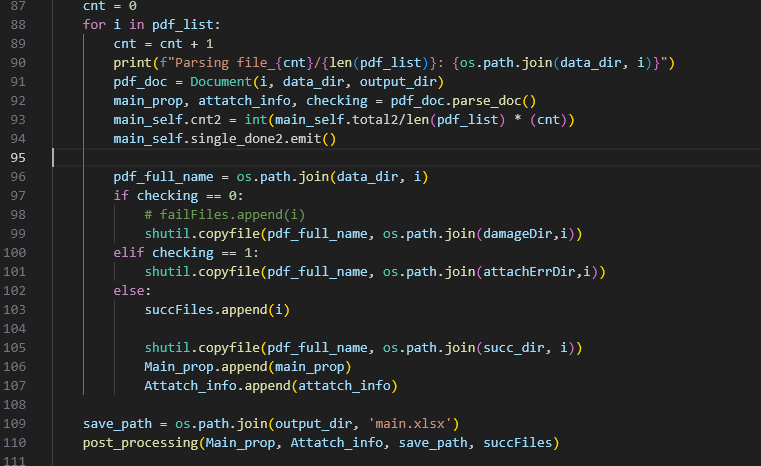 87 cnt = 0
88 for i in pdf_list:
89 cnt = cnt + 1
90 print(f"Parsing file_{cnt}/{len(pdf_list)}: {os.path.join(data_dir, i)}")
91 pdf_doc = Document(i, data_dir, output_dir)
92 main_prop, attatch_info, checking = pdf_doc.parse_doc()
93 main_self.cnt2 = int(main_self.total2/len(pdf_list) * (cnt))
94 main_self.single_done2.emit()
95
96 pdf_full_name = os.path.join(data_dir, i)
97 if checking == 0:
98 # failFiles.append(i)
99 shutil.copyfile(pdf_full_name, os.path.join(damageDir,i))
100 elif checking == 1:
101 shutil.copyfile(pdf_full_name, os.path.join(attachErrDir,i))
102 else:
103 succFiles.append(i)
104
105 shutil.copyfile(pdf_full_name, os.path.join(succ_dir, i))
106 Main_prop.append(main_prop)
107 Attatch_info.append(attatch_info)
108
109 save_path = os.path.join(output_dir, 'main.xlsx')
110 post_processing(Main_prop, Attatch_info, save_path, succFiles)
111